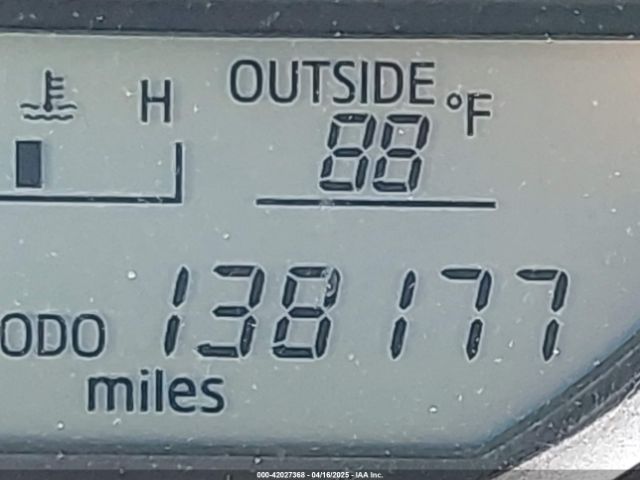 OUTSIDE
H
°F
88
ODO 138177
miles
000-42027368 - 04/16/2025 - IAA Inc.